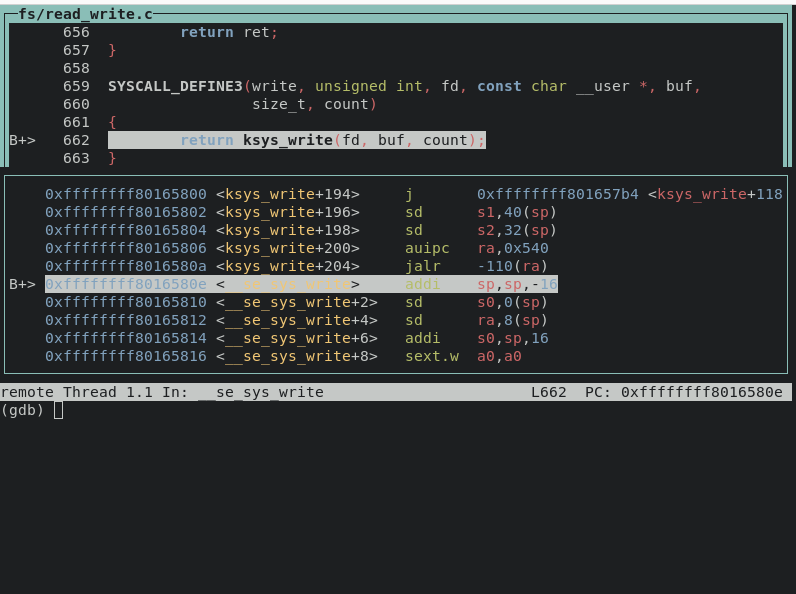 fs/read_write.c
656          return ret;
657  }
658
659  SYSCALL_DEFINE3(write, unsigned int, fd, const char __user *, buf,
660                  size_t, count)
661  {
B+> 662          return ksys_write(fd, buf, count);
663  }
0xffffffff80165800 <ksys_write+194>     j       0xffffffff801657b4 <ksys_write+118
0xffffffff80165802 <ksys_write+196>     sd      s1,40(sp)
0xffffffff80165804 <ksys_write+198>     sd      s2,32(sp)
0xffffffff80165806 <ksys_write+200>     auipc   ra,0x540
0xffffffff8016580a <ksys_write+204>     jalr    -110(ra)
B+> 0xffffffff8016580e <__se_sys_write>     addi    sp,sp,-16
0xffffffff80165810 <__se_sys_write+2>   sd      s0,0(sp)
0xffffffff80165812 <__se_sys_write+4>   sd      ra,8(sp)
0xffffffff80165814 <__se_sys_write+6>   addi    s0,sp,16
0xffffffff80165816 <__se_sys_write+8>   sext.w  a0,a0
remote Thread 1.1 In: __se_sys_write                       L662  PC: 0xffffffff8016580e
(gdb)